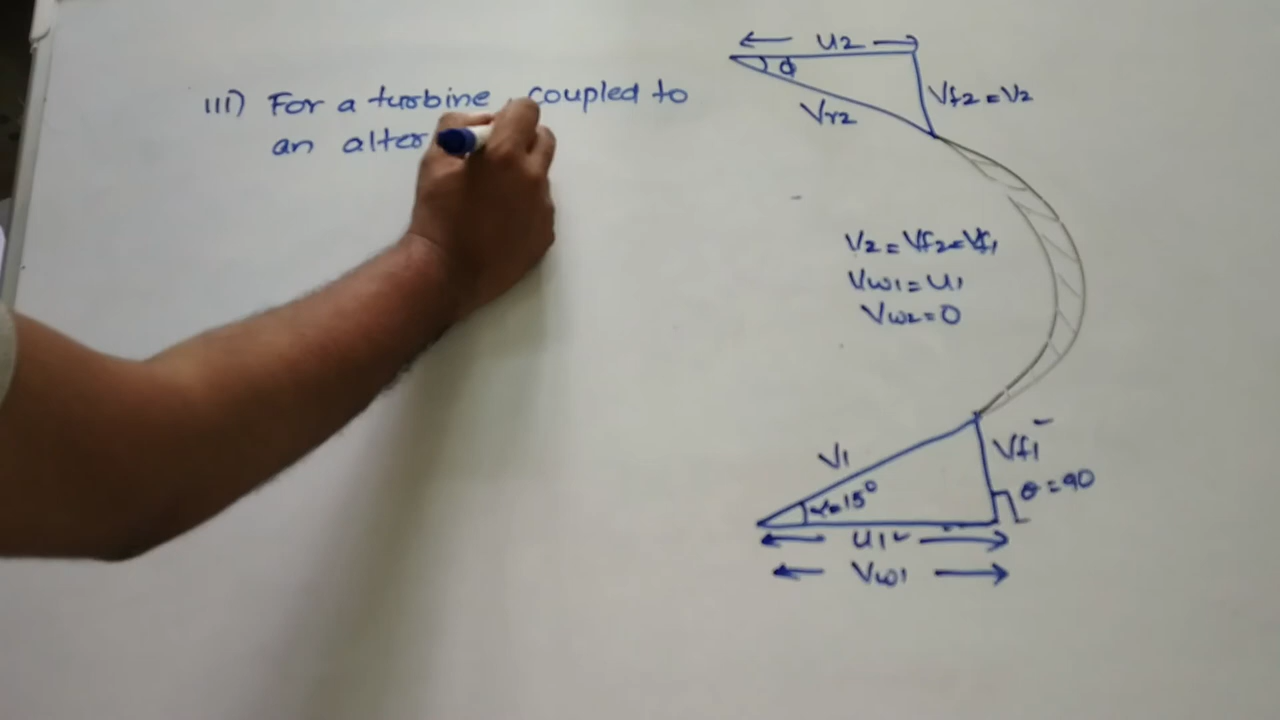 III) For a turbine, coupled to
an alter
U2
ϕ
Vr2
Vf2 = V2
V2 = Vf2 = Vf1
Vw1 = U1
Vw2 = 0
V1
Vf1
α=15°
θ = 90
U1
Vw1